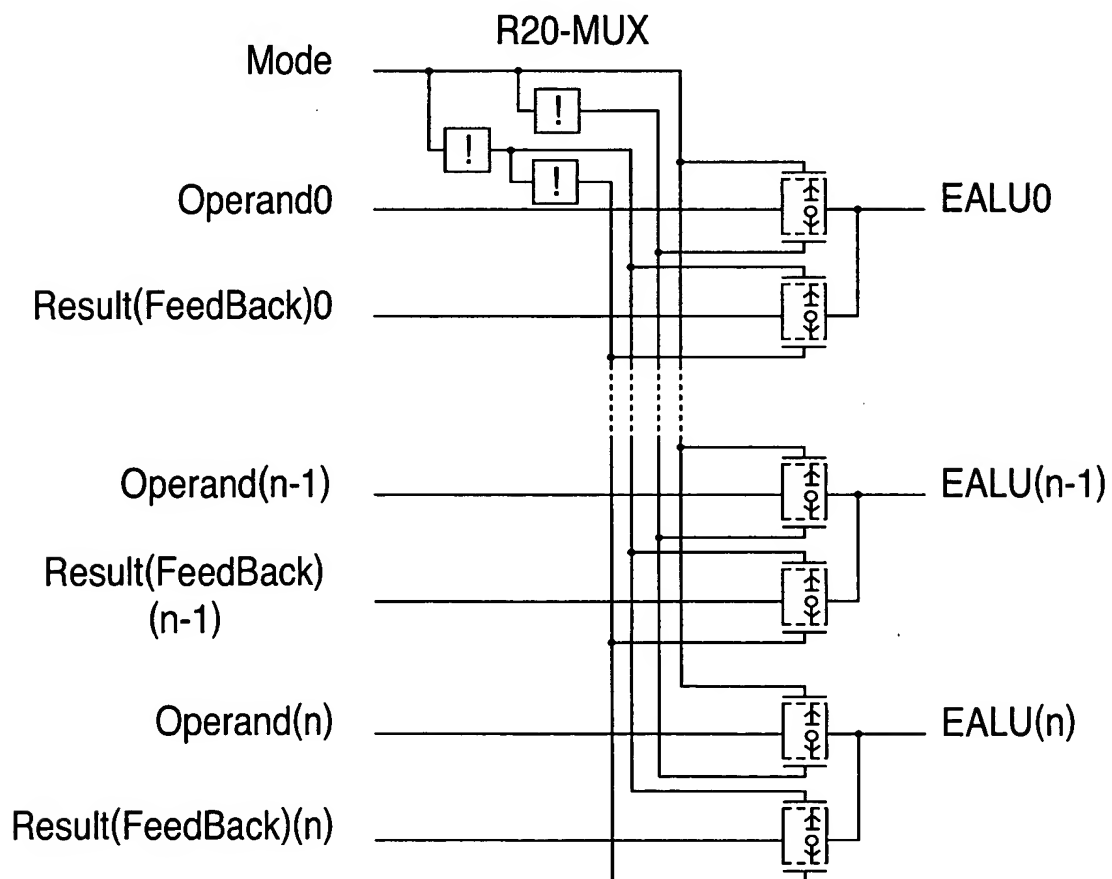 R20-MUX
Mode
!
!
!
Operand0
EALU0
Result(FeedBack)0
Operand(n-1)
EALU(n-1)
Result(FeedBack)
(n-1)
Operand(n)
EALU(n)
Result(FeedBack)(n)